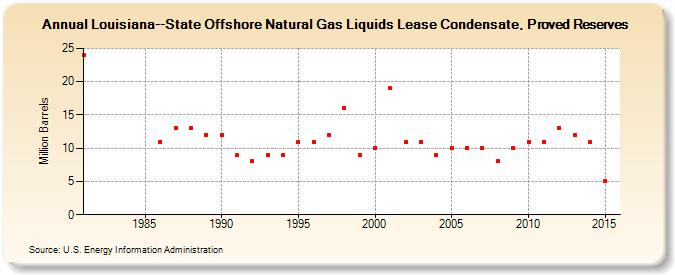 Annual Louisiana--State Offshore Natural Gas Liquids Lease Condensate, Proved Reserves
Million Barrels
25
20
15
10
5
0
1985 1990 1995 2000 2005 2010 2015
Source: U.S. Energy Information Administration